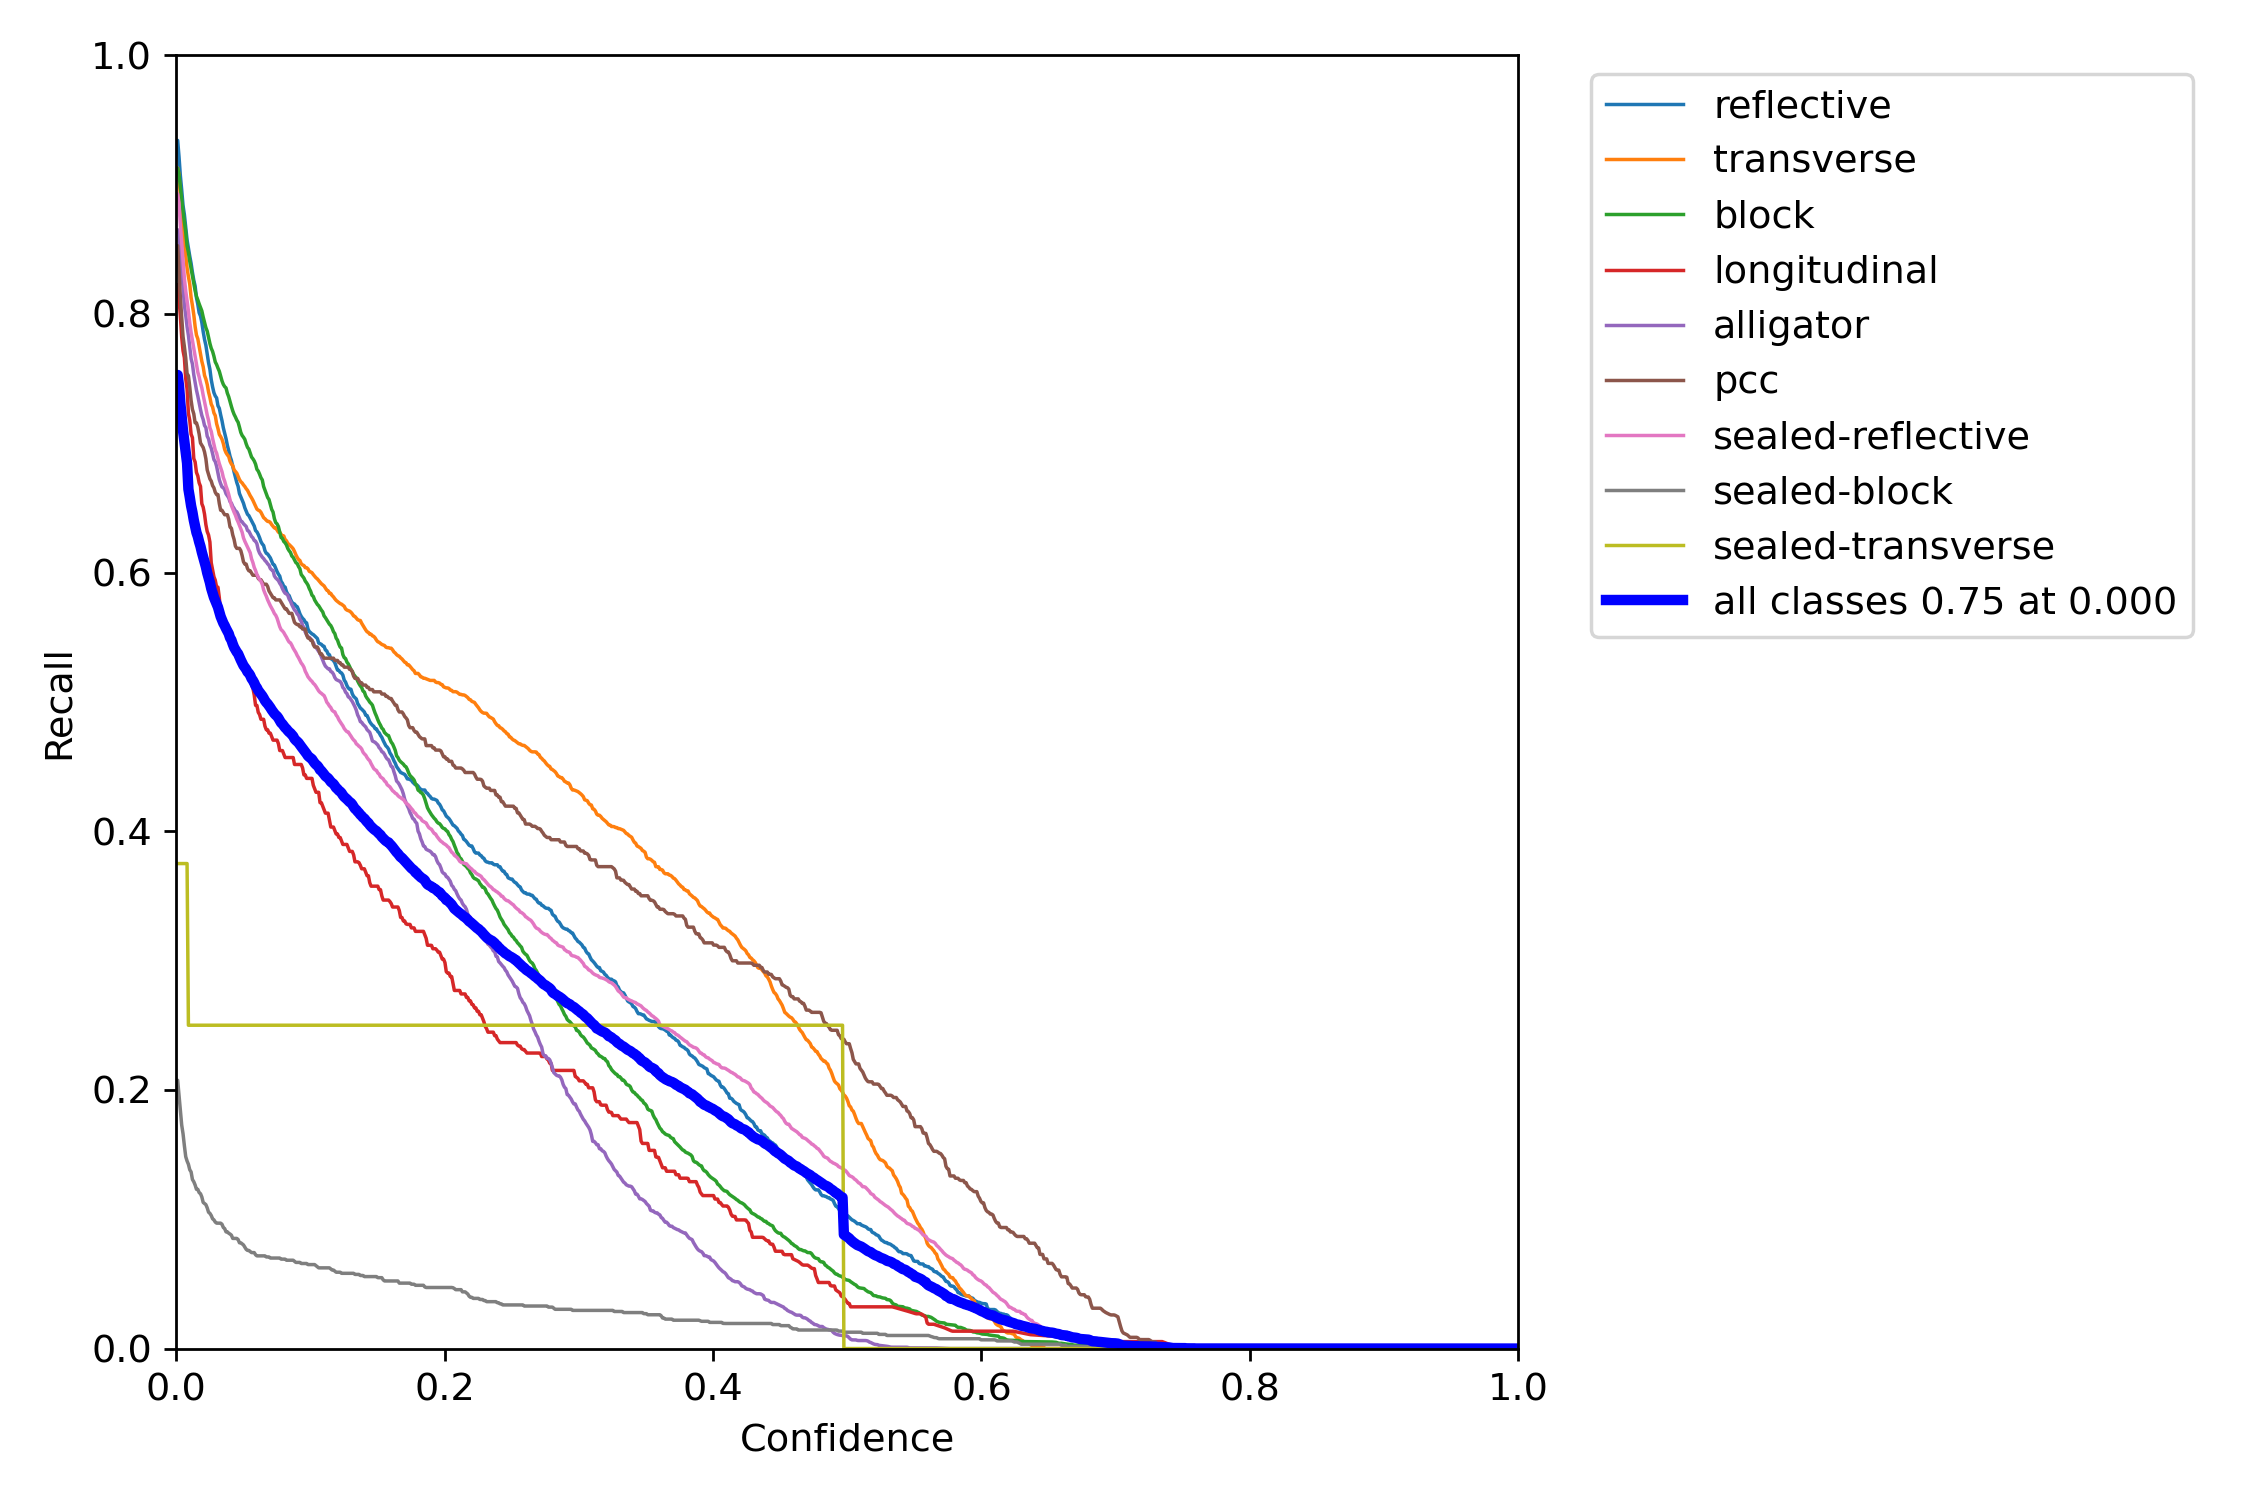 1.0
0.8
0.6
0.4
0.2
0.0
Recall
0.0 0.2 0.4 0.6 0.8 1.0
Confidence
reflective
transverse
block
longitudinal
alligator
pcc
sealed-reflective
sealed-block
sealed-transverse
all classes 0.75 at 0.000